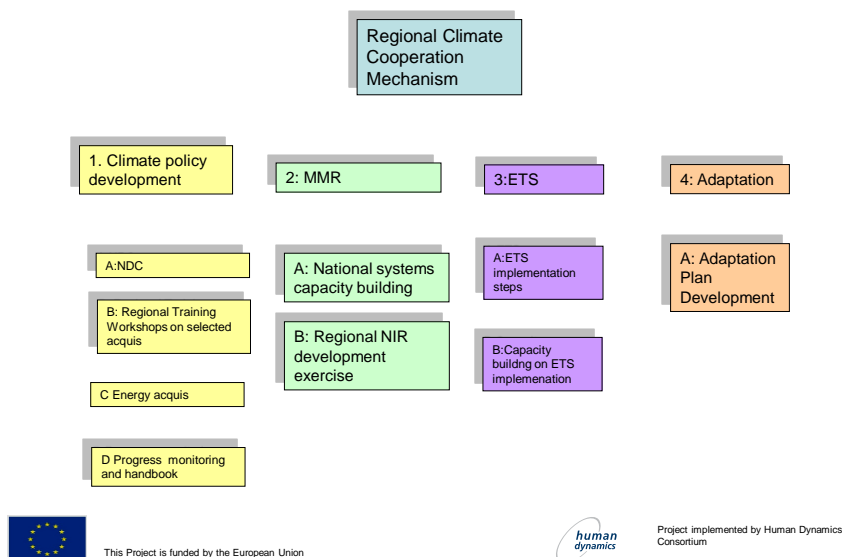 Regional Climate
Cooperation
Mechanism
1. Climate policy
development
2: MMR
3:ETS
4: Adaptation
A:NDC
B: Regional Training
Workshops on selected
acquis
C Energy acquis
D Progress monitoring
and handbook
A: National systems
capacity building
B: Regional NIR
development
exercise
A:ETS
implementation
steps
B:Capacity
buildng on ETS
implemenation
A: Adaptation
Plan
Development
This Project is funded by the European Union
human
dynamics
Project implemented by Human Dynamics
Consortium